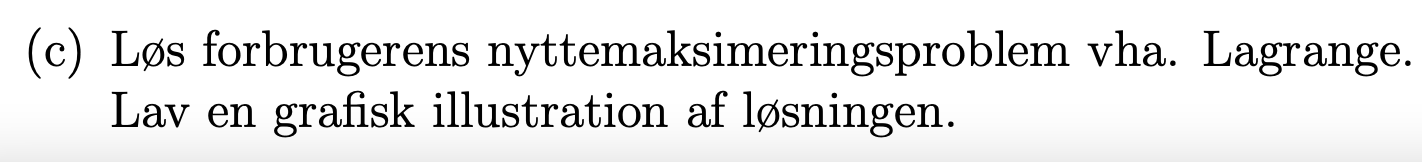 (c) Løs forbrugerens nyttemaksimeringsproblem vha. Lagrange.
Lav en grafisk illustration af løsningen.